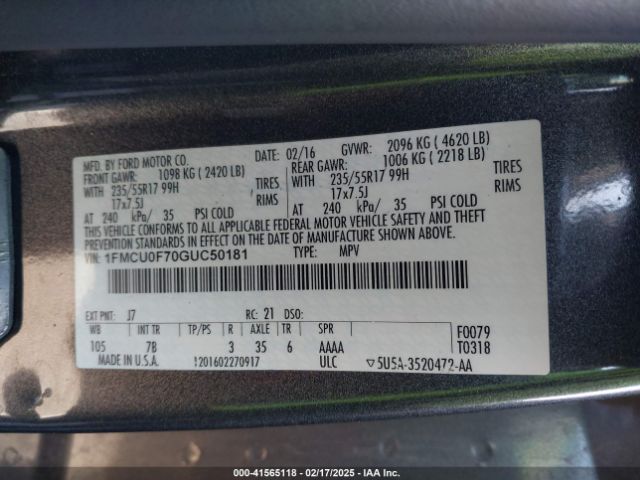 MFD. BY FORD MOTOR CO. DATE: 02/16 GVWR: 2096 KG ( 4620 LB)
FRONT GAWR: 1098 KG ( 2420 LB) REAR GAWR: 1006 KG ( 2218 LB)
WITH 235/55R17 99H TIRES WITH 235/55R17 99H TIRES
17x7.5J RIMS 17x7.5J RIMS
AT 240 kPa/ 35 PSI COLD AT 240 kPa/ 35 PSI COLD
THIS VEHICLE CONFORMS TO ALL APPLICABLE FEDERAL MOTOR VEHICLE SAFETY AND THEFT
PREVENTION STANDARDS IN EFFECT ON THE DATE OF MANUFACTURE SHOWN ABOVE.
VIN: 1FMCU0F70GUC50181 TYPE: MPV
EXT PNT: J7 RC: 21 DSO:
WB INT TR TP/PS R AXLE TR SPR F0079
105 7B 3 35 6 AAAA T0318
MADE IN U.S.A. 1201602270917 ULC ▽5U5A-3520472-AA
000-41565118 - 02/17/2025 - IAA Inc.